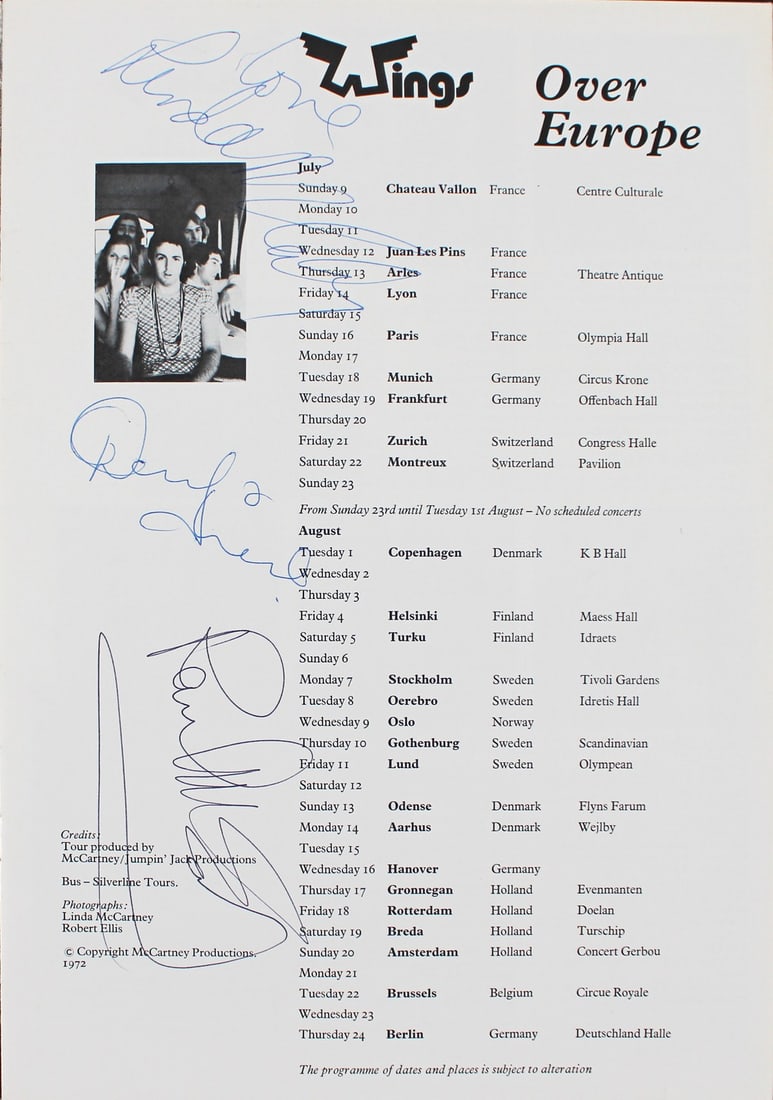 Wings
Over
Europe
July
Sunday 9 Chateau Vallon France Centre Culturale
Monday 10
Tuesday 11
Wednesday 12 Juan Les Pins France
Thursday 13 Arles France Theatre Antique
Friday 14 Lyon France
Saturday 15
Sunday 16 Paris France Olympia Hall
Monday 17
Tuesday 18 Munich Germany Circus Krone
Wednesday 19 Frankfurt Germany Offenbach Hall
Thursday 20
Friday 21 Zurich Switzerland Congress Halle
Saturday 22 Montreux Switzerland Pavilion
Sunday 23
From Sunday 23rd until Tuesday 1st August – No scheduled concerts
August
Tuesday 1 Copenhagen Denmark K B Hall
Wednesday 2
Thursday 3
Friday 4 Helsinki Finland Maess Hall
Saturday 5 Turku Finland Idraets
Sunday 6
Monday 7 Stockholm Sweden Tivoli Gardens
Tuesday 8 Oerebro Sweden Idretis Hall
Wednesday 9 Oslo Norway
Thursday 10 Gothenburg Sweden Scandinavian
Friday 11 Lund Sweden Olympean
Saturday 12
Sunday 13 Odense Denmark Flyns Farum
Monday 14 Aarhus Denmark Wejlby
Tuesday 15
Wednesday 16 Hanover Germany
Thursday 17 Gronnegan Holland Evenmanten
Friday 18 Rotterdam Holland Doelan
Saturday 19 Breda Holland Turschip
Sunday 20 Amsterdam Holland Concert Gerbou
Monday 21
Tuesday 22 Brussels Belgium Circue Royale
Wednesday 23
Thursday 24 Berlin Germany Deutschland Halle
The programme of dates and places is subject to alteration
love
Linda
Denny
Paul
Credits:
Tour produced by
McCartney/Jumpin' Jack Productions
Bus – Silverline Tours.
Photographs:
Linda McCartney
Robert Ellis
© Copyright McCartney Productions,
1972